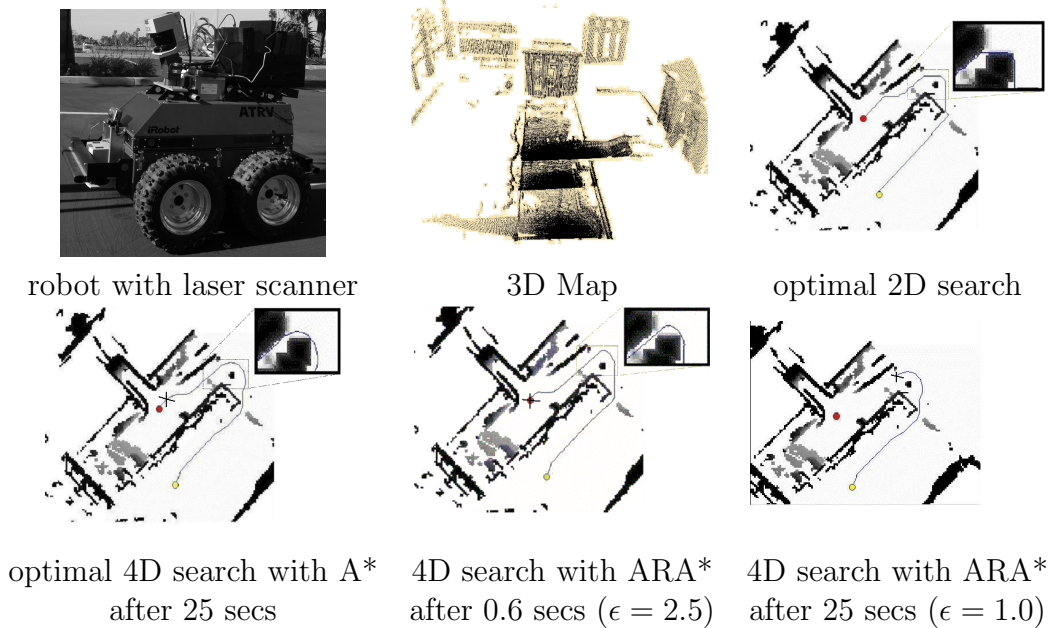 ATRV
iRobot
robot with laser scanner
3D Map
optimal 2D search
optimal 4D search with A*
after 25 secs
4D search with ARA*
after 0.6 secs (ϵ = 2.5)
4D search with ARA*
after 25 secs (ϵ = 1.0)